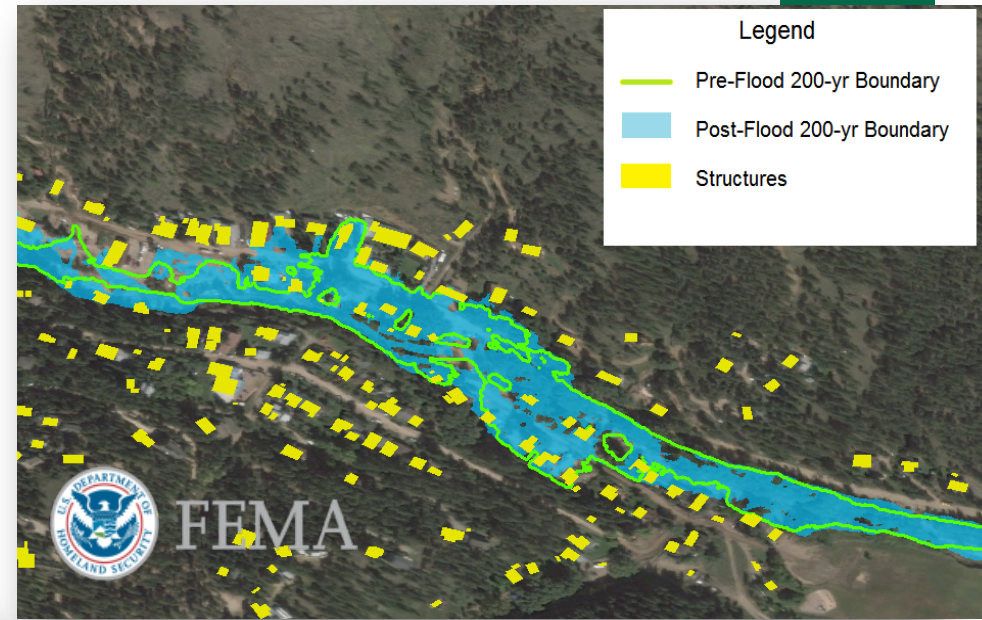 Legend
Pre-Flood 200-yr Boundary
Post-Flood 200-yr Boundary
Structures
U.S. DEPARTMENT OF
HOMELAND SECURITY
FEMA